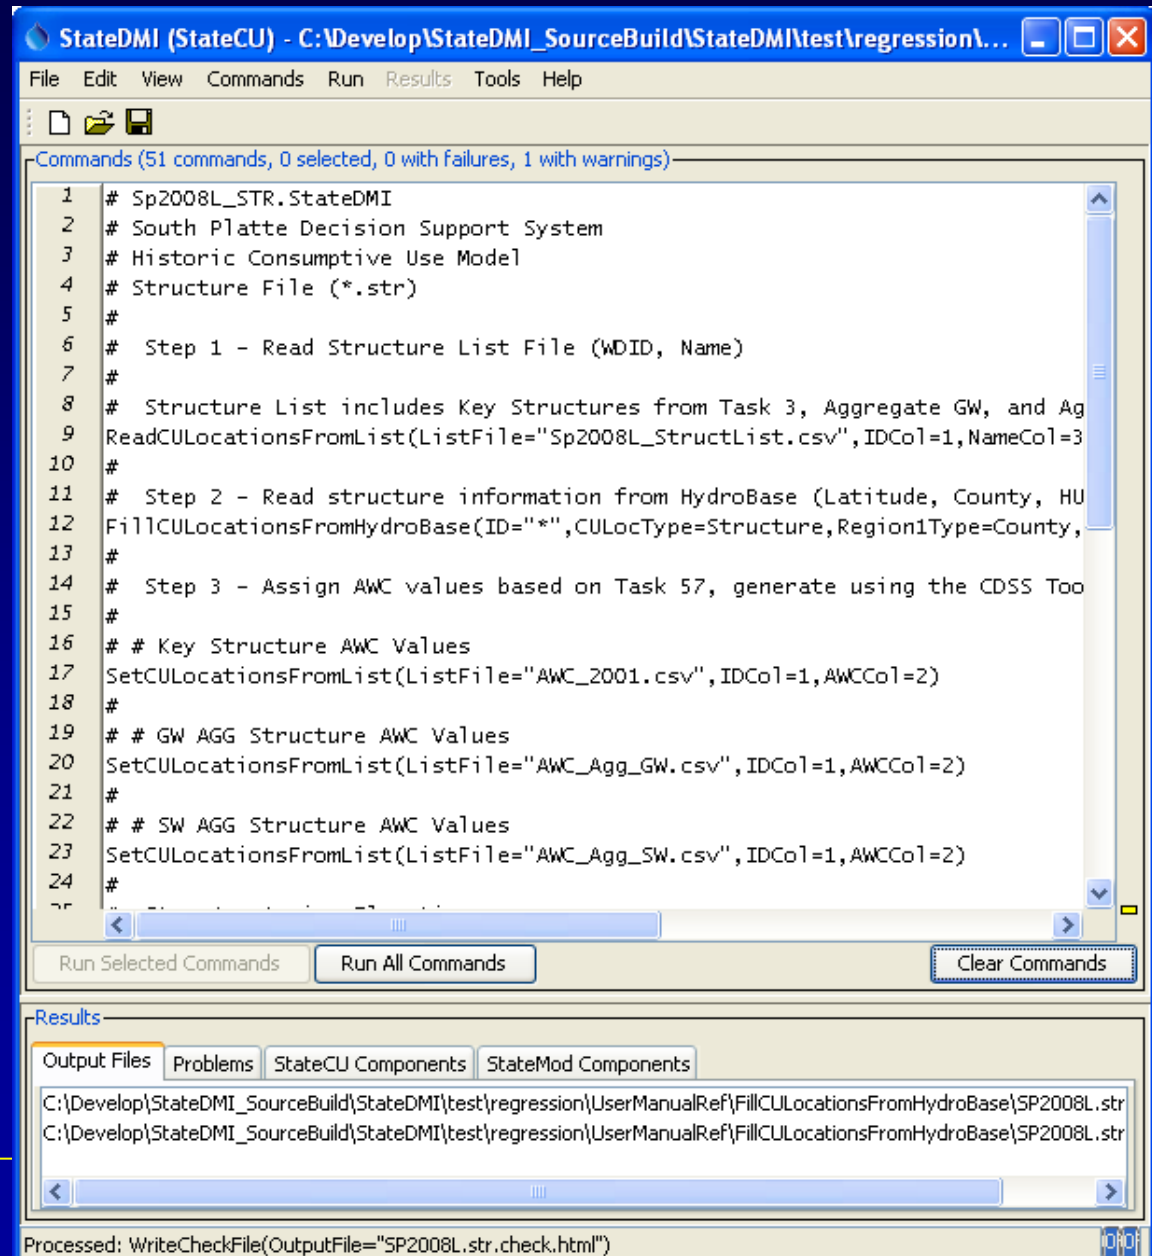 StateDMI (StateCU) - C:\Develop\StateDMI_SourceBuild\StateDMI\test\regression\...
File Edit View Commands Run Results Tools Help
Commands (51 commands, 0 selected, 0 with failures, 1 with warnings)
1 # Sp2008L_STR.StateDMI
2 # South Platte Decision Support System
3 # Historic Consumptive Use Model
4 # Structure File (*.str)
5 #
6 #  Step 1 - Read Structure List File (WDID, Name)
7 #
8 #  Structure List includes Key Structures from Task 3, Aggregate GW, and Ag
9 ReadCULocationsFromList(ListFile="Sp2008L_StructList.csv",IDCol=1,NameCol=3
10 #
11 #  Step 2 - Read structure information from HydroBase (Latitude, County, HU
12 FillCULocationsFromHydroBase(ID="*",CULocType=Structure,Region1Type=County,
13 #
14 #  Step 3 - Assign AWC values based on Task 57, generate using the CDSS Too
15 #
16 # # Key Structure AWC Values
17 SetCULocationsFromList(ListFile="AWC_2001.csv",IDCol=1,AWCCol=2)
18 #
19 # # GW AGG Structure AWC Values
20 SetCULocationsFromList(ListFile="AWC_Agg_GW.csv",IDCol=1,AWCCol=2)
21 #
22 # # SW AGG Structure AWC Values
23 SetCULocationsFromList(ListFile="AWC_Agg_SW.csv",IDCol=1,AWCCol=2)
24 #
Run Selected Commands Run All Commands Clear Commands
Results
Output Files Problems StateCU Components StateMod Components
C:\Develop\StateDMI_SourceBuild\StateDMI\test\regression\UserManualRef\FillCULocationsFromHydroBase\SP2008L.str
C:\Develop\StateDMI_SourceBuild\StateDMI\test\regression\UserManualRef\FillCULocationsFromHydroBase\SP2008L.str
Processed: WriteCheckFile(OutputFile="SP2008L.str.check.html")